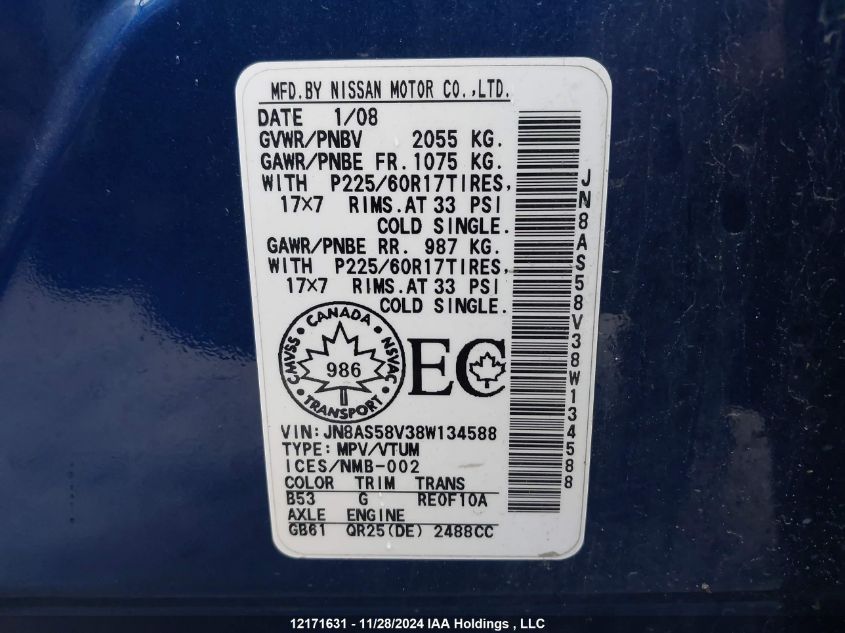 MFD.BY NISSAN MOTOR CO.,LTD.
DATE 1/08
GVWR/PNBV 2055 KG.
GAWR/PNBE FR. 1075 KG.
WITH P225/60R17TIRES,
17×7 RIMS.AT 33 PSI
COLD SINGLE.
GAWR/PNBE RR. 987 KG.
WITH P225/60R17TIRES,
17×7 RIMS.AT 33 PSI
COLD SINGLE.
CANADA
CMVSS
NSVAC
986
TRANSPORT
EC
VIN:JN8AS58V38W134588
TYPE:MPV/VTUM
ICES/NMB-002
COLOR TRIM TRANS
B53 G RE0F10A
AXLE ENGINE
GB61 QR25(DE) 2488CC
JN8AS58V38W134588
12171631 - 11/28/2024 IAA Holdings , LLC